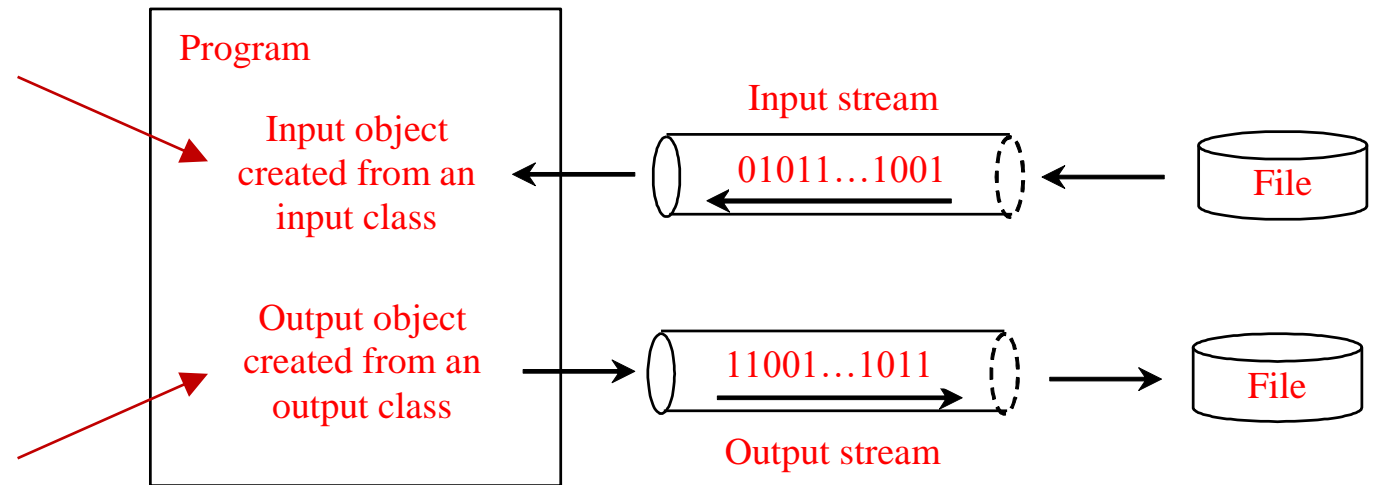 Program
Input object
created from an
input class
Input stream
01011…1001
File
Output object
created from an
output class
11001…1011
File
Output stream